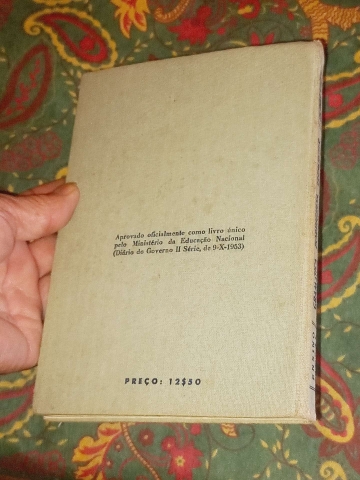 Aprovado oficialmente como livro único
pelo Ministério da Educação Nacional
(Diário do Governo II Série, de 9-X-1953)
PREÇO: 12$50